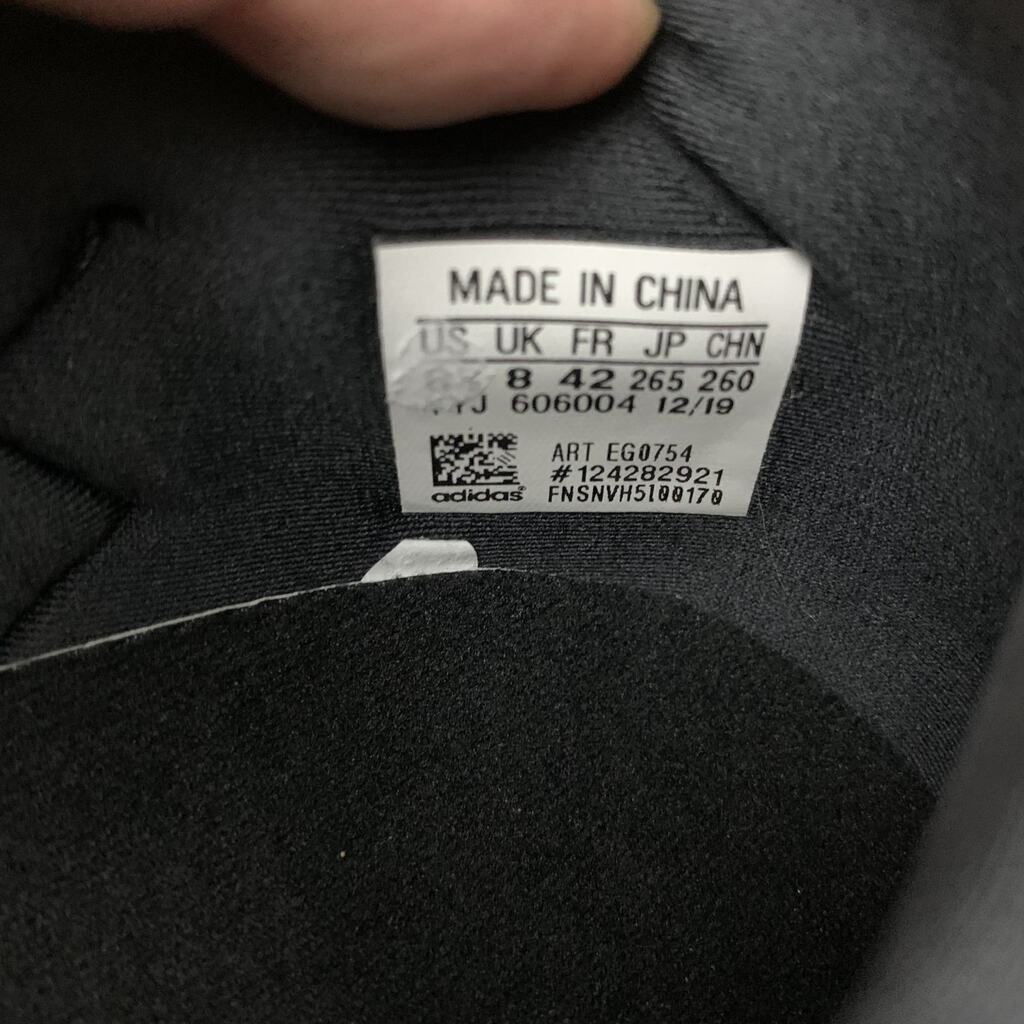 MADE IN CHINA
US UK FR JP CHN
8 42 265 260
606004 12/19
ART EG0754
#124282921
adidas® FNSNVH5100170